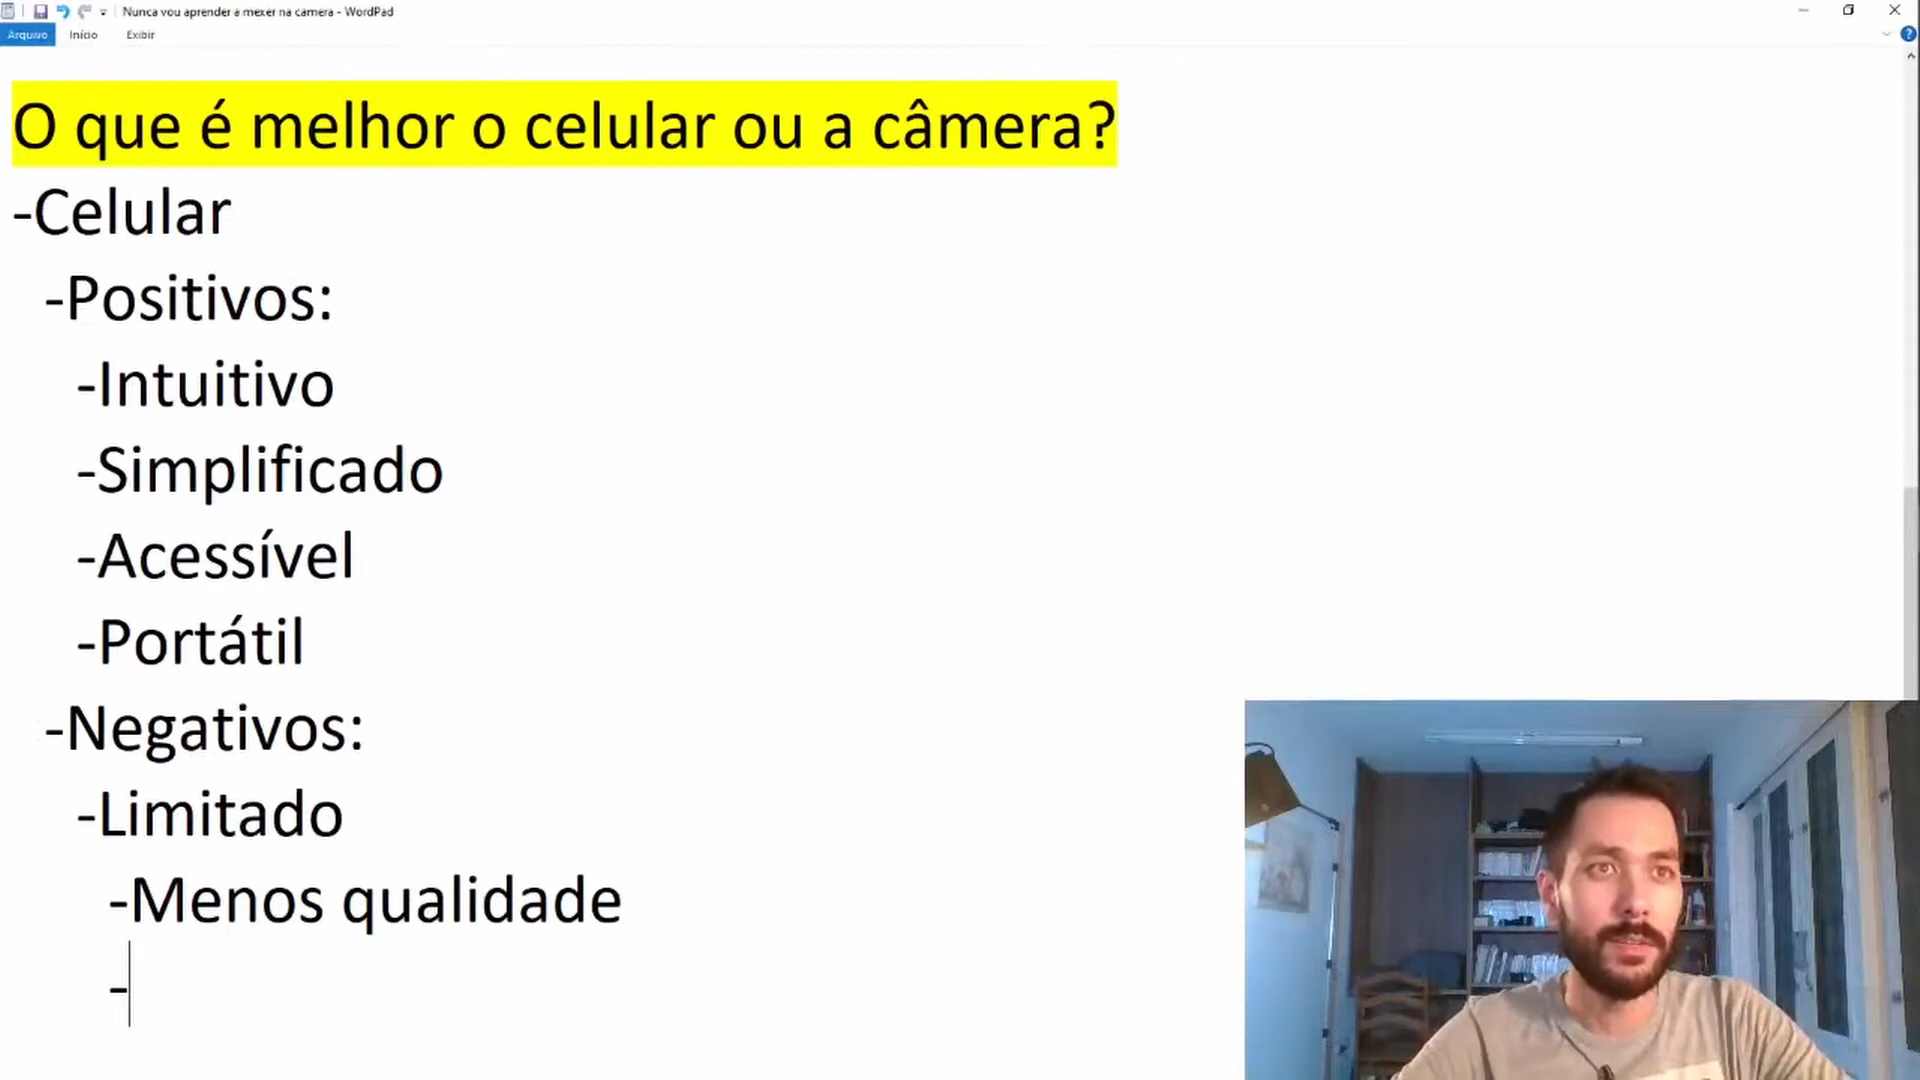 Nunca vou aprender a mexer na camera - WordPad
Arquivo Início Exibir
O que é melhor o celular ou a câmera?
-Celular
-Positivos:
-Intuitivo
-Simplificado
-Acessível
-Portátil
-Negativos:
-Limitado
-Menos qualidade
-